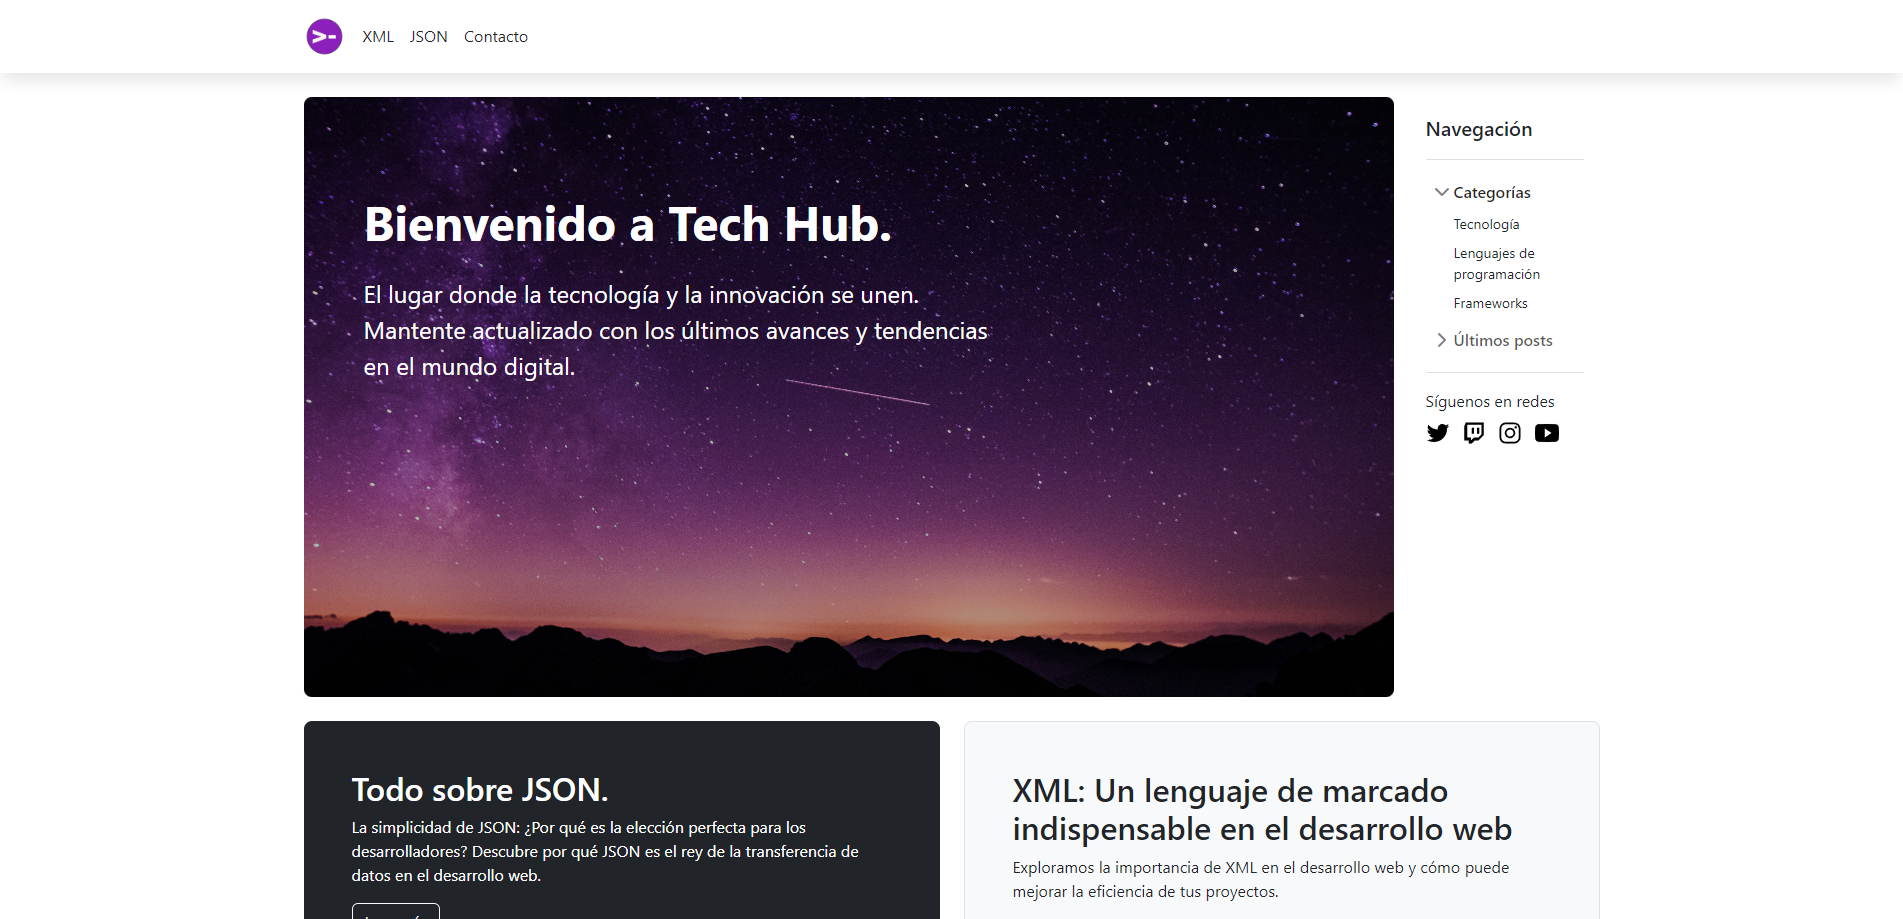 XML JSON Contacto
Bienvenido a Tech Hub.
El lugar donde la tecnología y la innovación se unen.
Mantente actualizado con los últimos avances y tendencias
en el mundo digital.
Navegación
Categorías
Tecnología
Lenguajes de
programación
Frameworks
Últimos posts
Síguenos en redes
Todo sobre JSON.
La simplicidad de JSON: ¿Por qué es la elección perfecta para los
desarrolladores? Descubre por qué JSON es el rey de la transferencia de
datos en el desarrollo web.
XML: Un lenguaje de marcado
indispensable en el desarrollo web
Exploramos la importancia de XML en el desarrollo web y cómo puede
mejorar la eficiencia de tus proyectos.